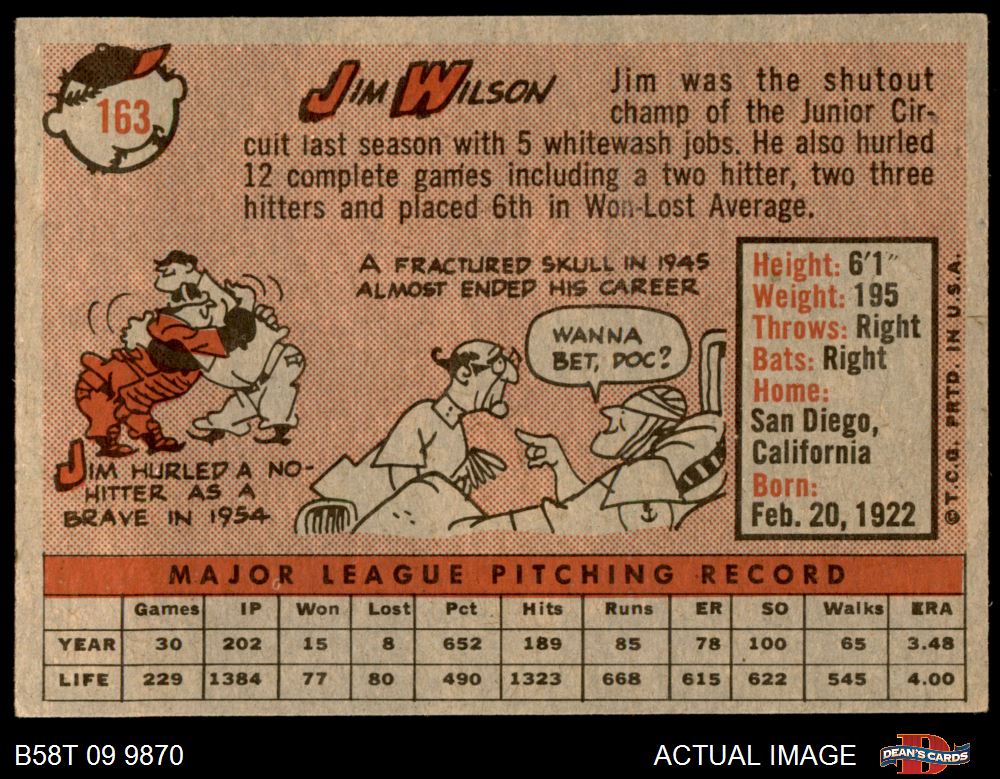 163
JIM WILSON
Jim was the shutout
champ of the Junior Cir-
cuit last season with 5 whitewash jobs. He also hurled
12 complete games including a two hitter, two three
hitters and placed 6th in Won-Lost Average.
A FRACTURED SKULL IN 1945
ALMOST ENDED HIS CAREER
WANNA
BET, DOC?
JIM HURLED A NO-
HITTER AS A
BRAVE IN 1954
Height: 6'1"
Weight: 195
Throws: Right
Bats: Right
Home:
San Diego,
California
Born:
Feb. 20, 1922
© T.C.G. PRTD. IN U.S.A.
MAJOR LEAGUE PITCHING RECORD
Games IP Won Lost Pct Hits Runs ER SO Walks ERA
YEAR 30 202 15 8 652 189 85 78 100 65 3.48
LIFE 229 1384 77 80 490 1323 668 615 622 545 4.00
B58T 09 9870
ACTUAL IMAGE
DEAN'S CARDS